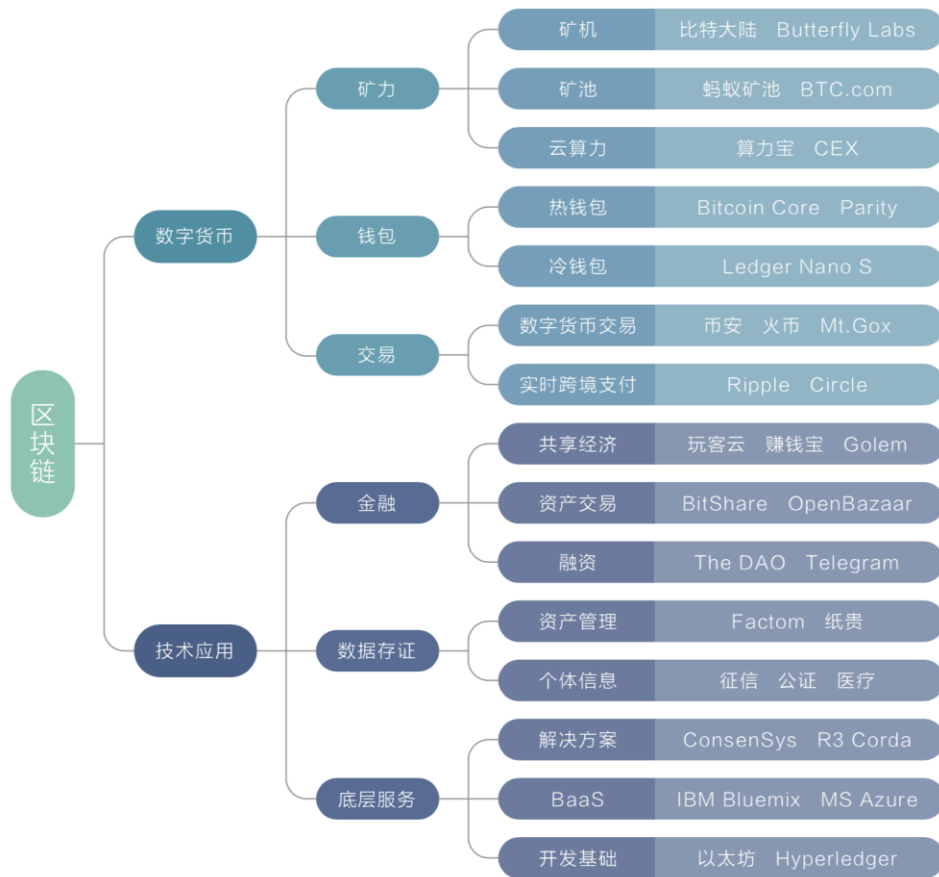 区块链
数字货币
矿力
矿机 比特大陆 Butterfly Labs
矿池 蚂蚁矿池 BTC.com
云算力 算力宝 CEX
钱包
热钱包 Bitcoin Core Parity
冷钱包 Ledger Nano S
交易
数字货币交易 币安 火币 Mt.Gox
实时跨境支付 Ripple Circle
技术应用
金融
共享经济 玩客云 赚钱宝 Golem
资产交易 BitShare OpenBazaar
融资 The DAO Telegram
数据存证
资产管理 Factom 纸贵
个体信息 征信 公证 医疗
底层服务
解决方案 ConsenSys R3 Corda
BaaS IBM Bluemix MS Azure
开发基础 以太坊 Hyperledger